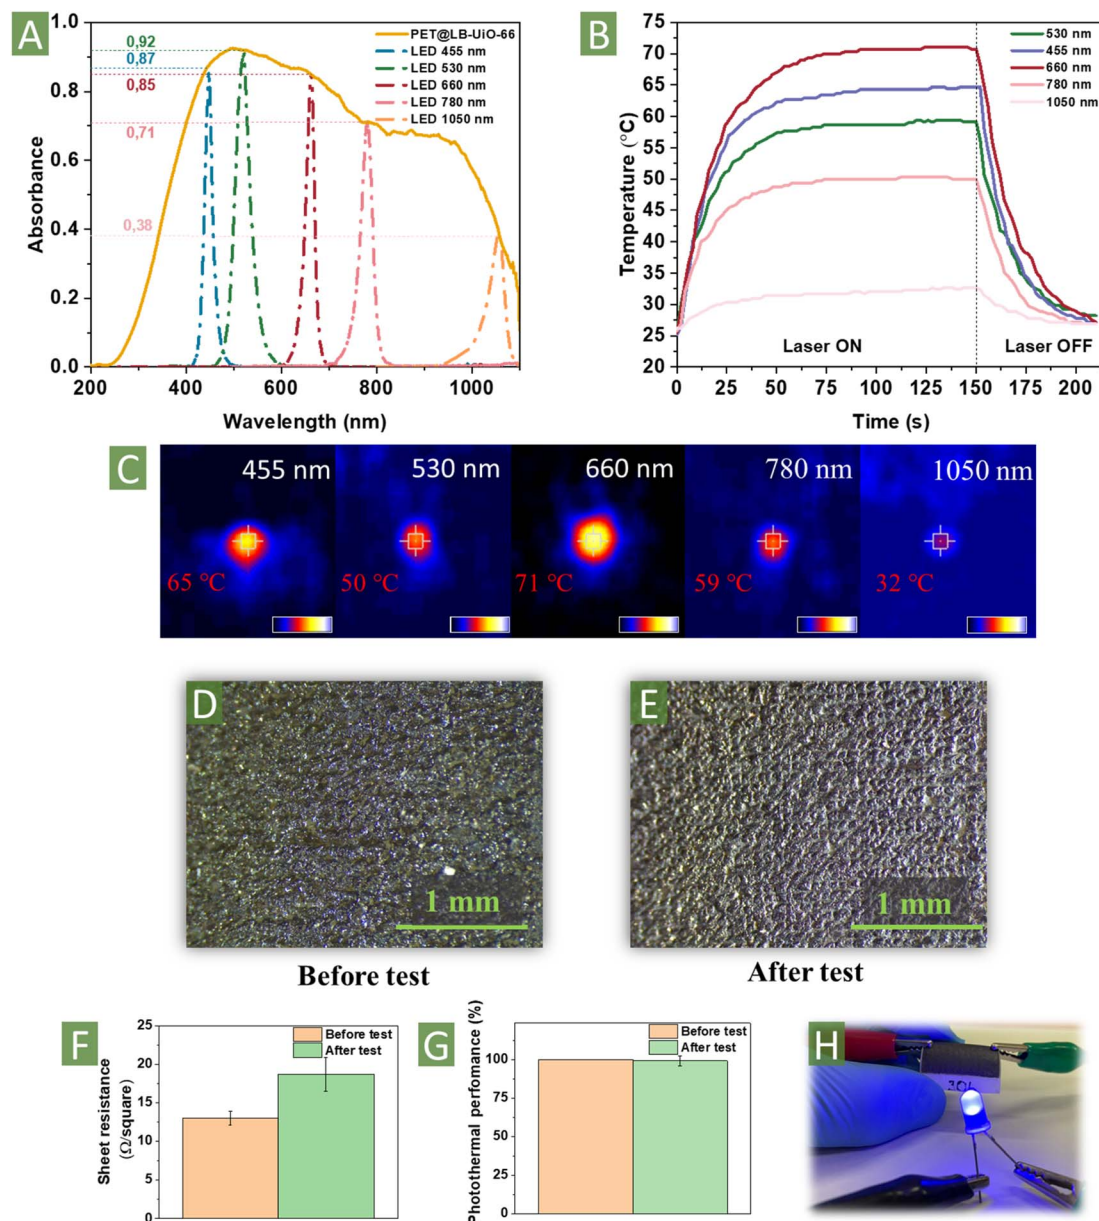 A
1.0
0.8
0.6
0.4
0.2
0.0
Absorbance
0,92
0,87
0,85
0,71
0,38
PET@LB-UiO-66
LED 455 nm
LED 530 nm
LED 660 nm
LED 780 nm
LED 1050 nm
200 400 600 800 1000
Wavelength (nm)
B
75
70
65
60
55
50
45
40
35
30
25
20
Temperature (°C)
530 nm
455 nm
660 nm
780 nm
1050 nm
Laser ON Laser OFF
0 25 50 75 100 125 150 175 200
Time (s)
C
455 nm 530 nm 660 nm 780 nm 1050 nm
65 °C 50 °C 71 °C 59 °C 32 °C
D
1 mm
Before test
E
1 mm
After test
F
25
20
15
10
5
0
Sheet resistance
(Ω/square)
Before test
After test
G
100
75
50
25
0
Photothermal perfomance (%)
Before test
After test
H